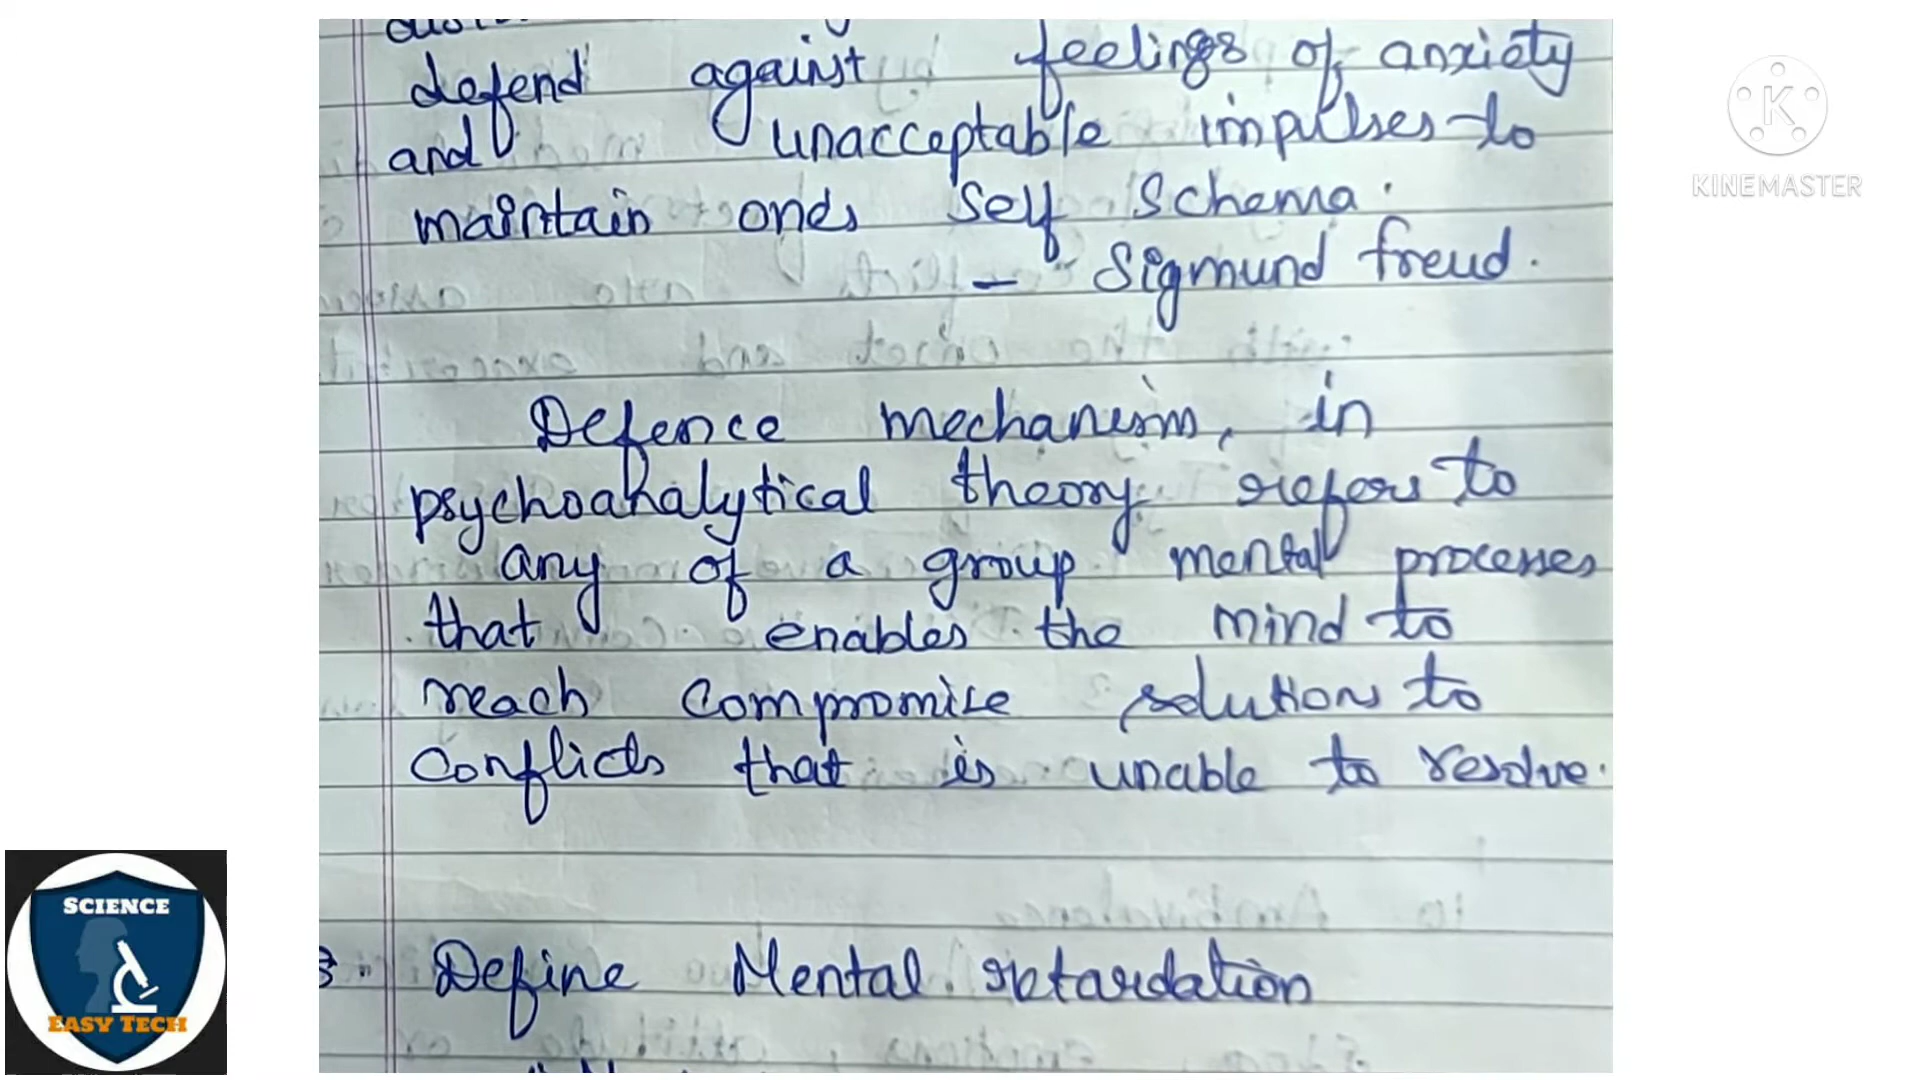 defend against feelings of anxiety
and unacceptable impulses to
maintain ones self schema.
- Sigmund freud.
Defence mechanism, in
psychoanalytical theory refers to
any of a group mental processes
that enables the mind to
reach compromise solutions to
conflicts that is unable to resolve.
3. Define Mental retardation
KINEMASTER
SCIENCE
EASY TECH